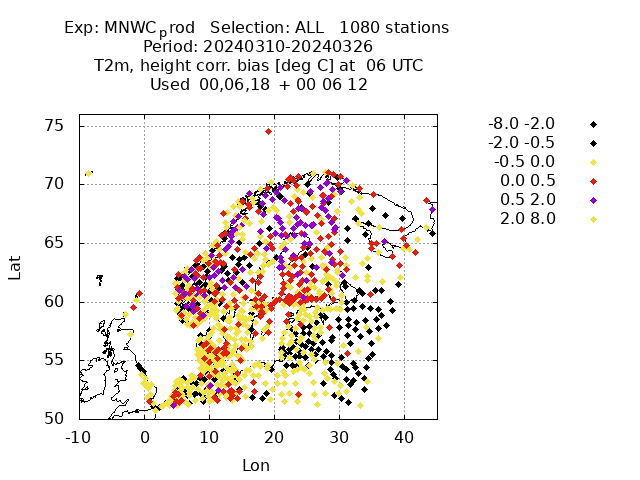 Exp: MNWCprod   Selection: ALL   1080 stations
Period: 20240310-20240326
T2m, height corr. bias [deg C] at  06 UTC
Used  00,06,18  + 00 06 12
-8.0 -2.0
-2.0 -0.5
-0.5 0.0
0.0 0.5
0.5 2.0
2.0 8.0
75
70
65
60
55
50
Lat
-10 0 10 20 30 40
Lon